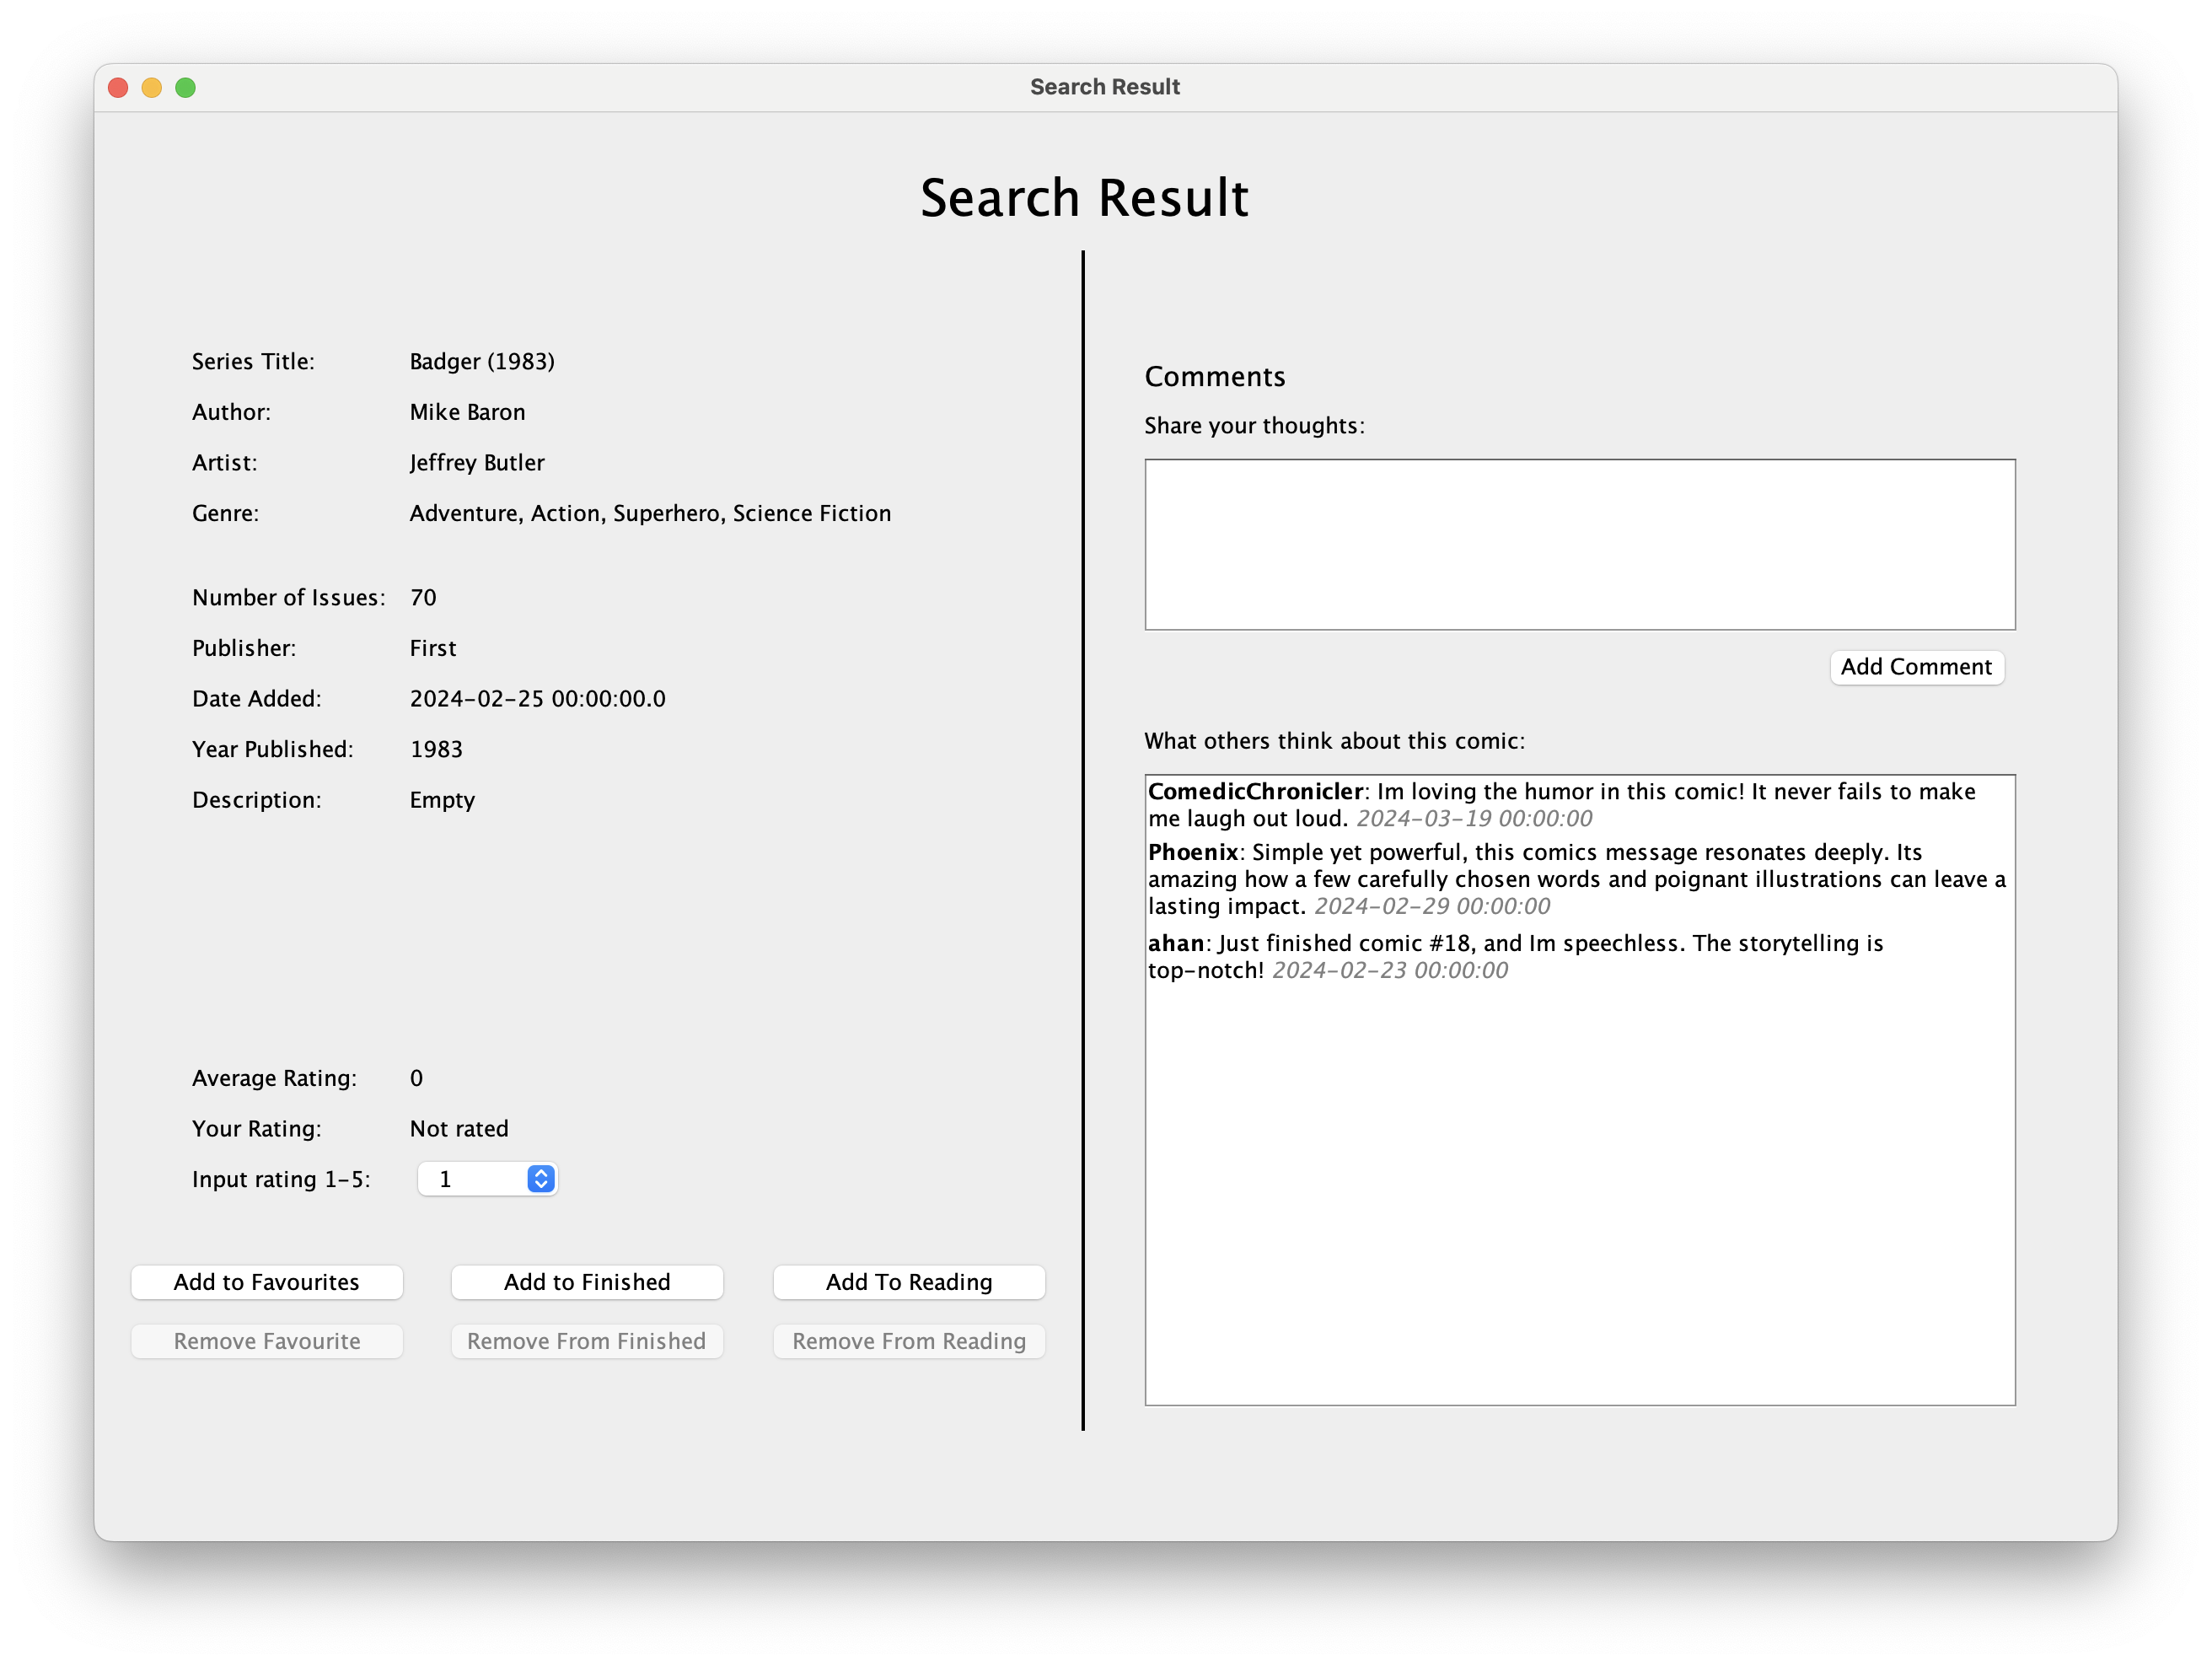 Search Result
Search Result
Series Title: Badger (1983)
Author: Mike Baron
Artist: Jeffrey Butler
Genre: Adventure, Action, Superhero, Science Fiction
Number of Issues: 70
Publisher: First
Date Added: 2024-02-25 00:00:00.0
Year Published: 1983
Description: Empty
Average Rating: 0
Your Rating: Not rated
Input rating 1-5: 1
Add to Favourites Add to Finished Add To Reading
Remove Favourite Remove From Finished Remove From Reading
Comments
Share your thoughts:
Add Comment
What others think about this comic:
ComedicChronicler: Im loving the humor in this comic! It never fails to make
me laugh out loud. 2024-03-19 00:00:00
Phoenix: Simple yet powerful, this comics message resonates deeply. Its
amazing how a few carefully chosen words and poignant illustrations can leave a
lasting impact. 2024-02-29 00:00:00
ahan: Just finished comic #18, and Im speechless. The storytelling is
top-notch! 2024-02-23 00:00:00